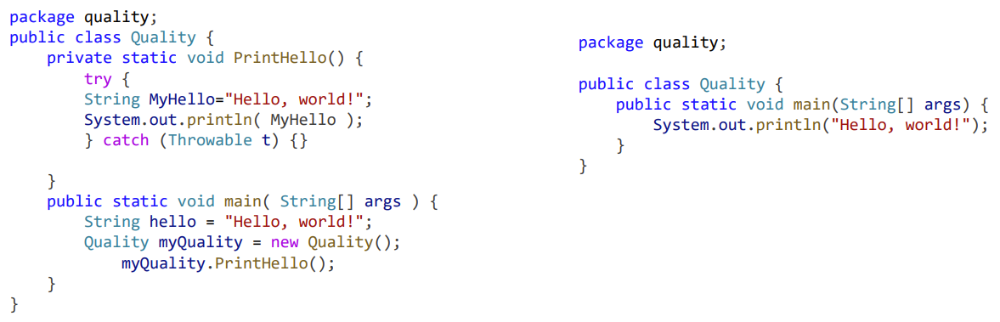 package quality;
public class Quality {
    private static void PrintHello() {
        try {
        String MyHello="Hello, world!";
        System.out.println( MyHello );
        } catch (Throwable t) {}

    }
    public static void main( String[] args ) {
        String hello = "Hello, world!";
        Quality myQuality = new Quality();
            myQuality.PrintHello();
    }
}
package quality;

public class Quality {
    public static void main(String[] args) {
        System.out.println("Hello, world!");
    }
}